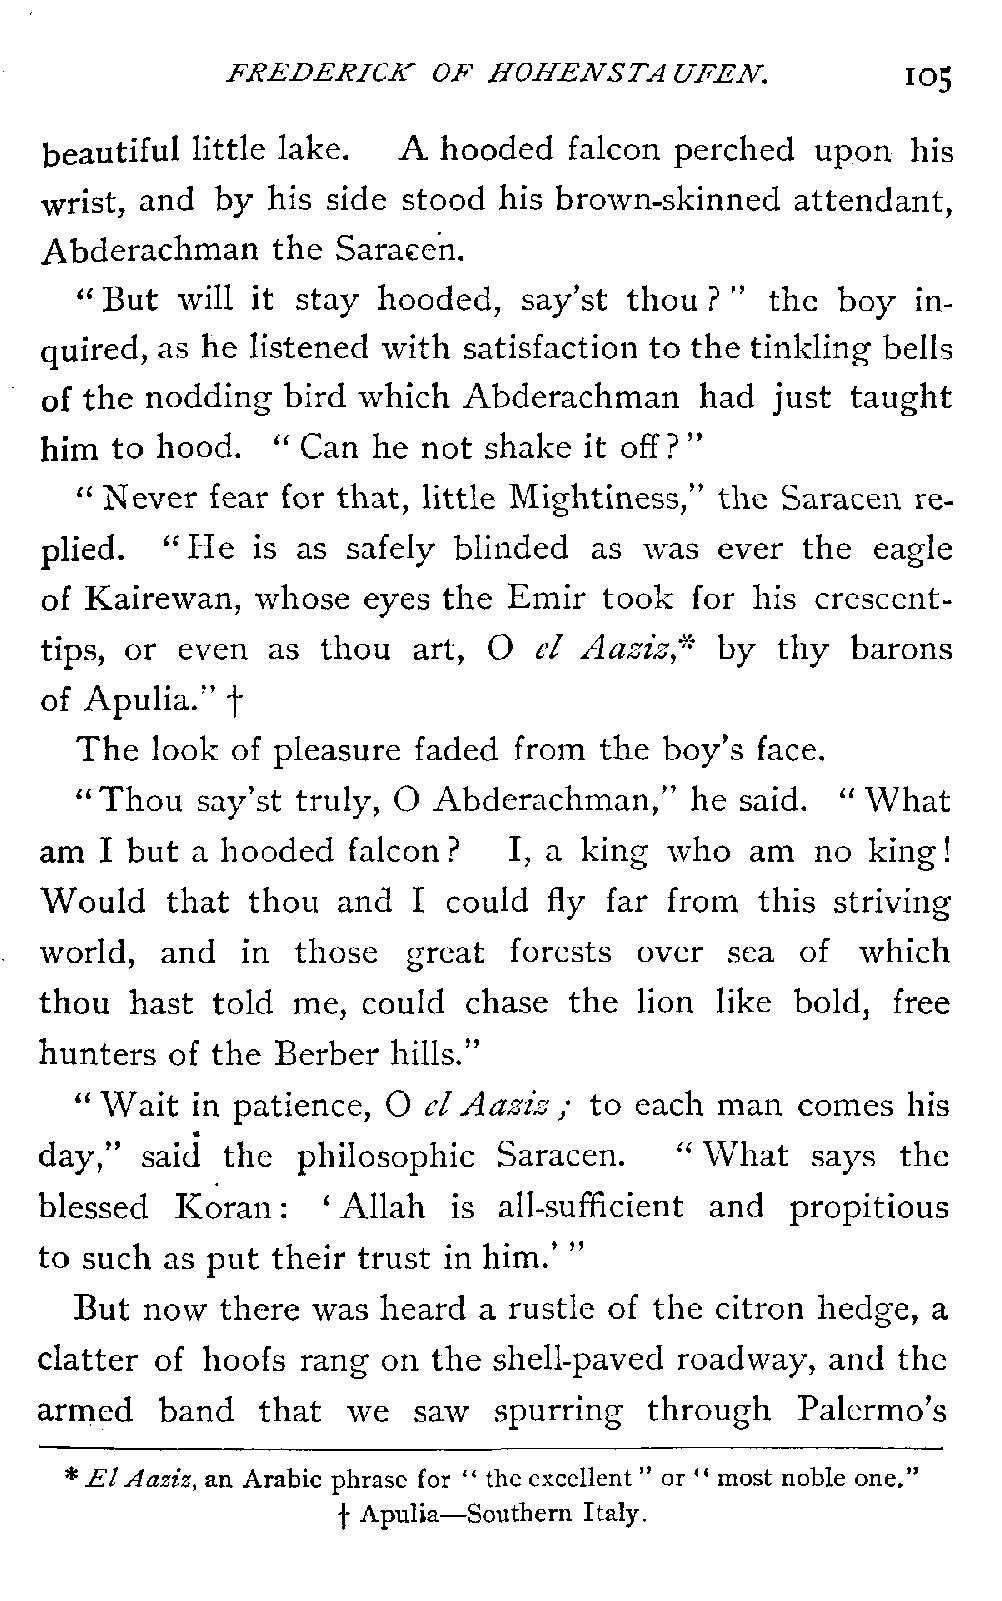 FREDERICK OF HOHENSTAUFEN. 105
beautiful little lake. A hooded falcon perched upon his
wrist, and by his side stood his brown-skinned attendant,
Abderachman the Saracen.
"But will it stay hooded, say'st thou?" the boy in-
quired, as he listened with satisfaction to the tinkling bells
of the nodding bird which Abderachman had just taught
him to hood. "Can he not shake it off?"
"Never fear for that, little Mightiness," the Saracen re-
plied. "He is as safely blinded as was ever the eagle
of Kairewan, whose eyes the Emir took for his crescent-
tips, or even as thou art, O el Aaziz,* by thy barons
of Apulia." †
The look of pleasure faded from the boy's face.
"Thou say'st truly, O Abderachman," he said. "What
am I but a hooded falcon? I, a king who am no king!
Would that thou and I could fly far from this striving
world, and in those great forests over sea of which
thou hast told me, could chase the lion like bold, free
hunters of the Berber hills."
"Wait in patience, O el Aaziz; to each man comes his
day," said the philosophic Saracen. "What says the
blessed Koran: 'Allah is all-sufficient and propitious
to such as put their trust in him.'"
But now there was heard a rustle of the citron hedge, a
clatter of hoofs rang on the shell-paved roadway, and the
armed band that we saw spurring through Palermo's
* El Aaziz, an Arabic phrase for "the excellent" or "most noble one."
† Apulia—Southern Italy.